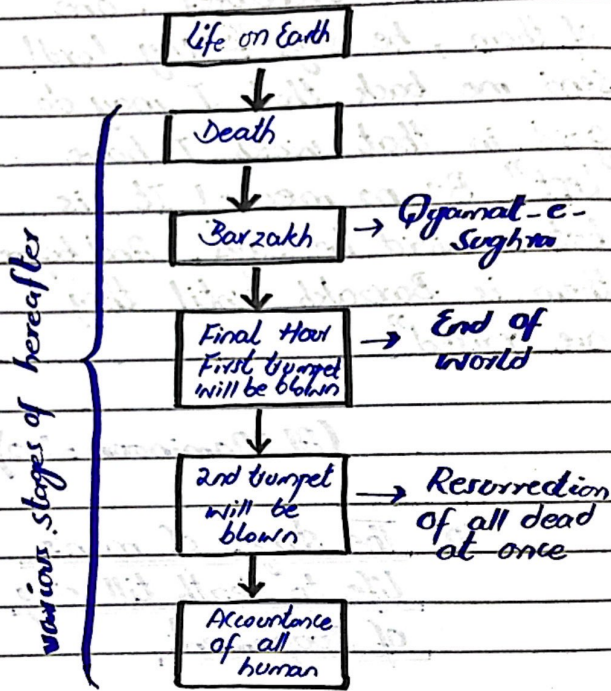 Life on Earth
Death
Barzakh
→ Qyamat-e-
Sughra
Final Hour
First trumpet
will be blown
→ End of
world
2nd trumpet
will be
blown
→ Resurrection
of all dead
at once
Accountance
of all
human
various stages of hereafter